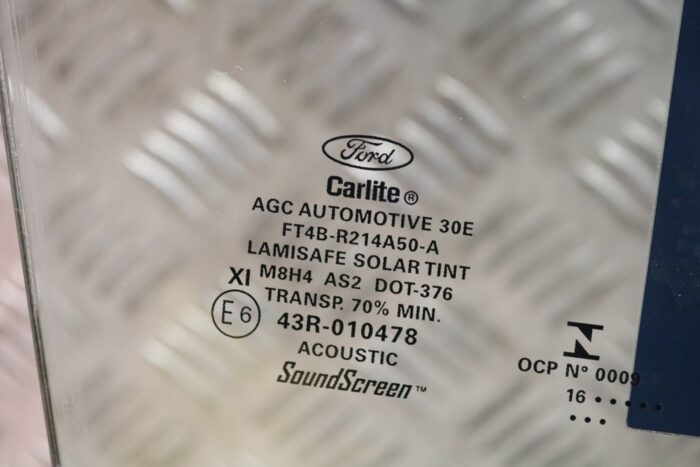 Ford
Carlite®
AGC AUTOMOTIVE 30E
FT4B-R214A50-A
LAMISAFE SOLAR TINT
XI M8H4 AS2 DOT-376
TRANSP. 70% MIN.
E6 43R-010478
ACOUSTIC
SoundScreen™
N
OCP N° 0009
16 • • • • •
• • •